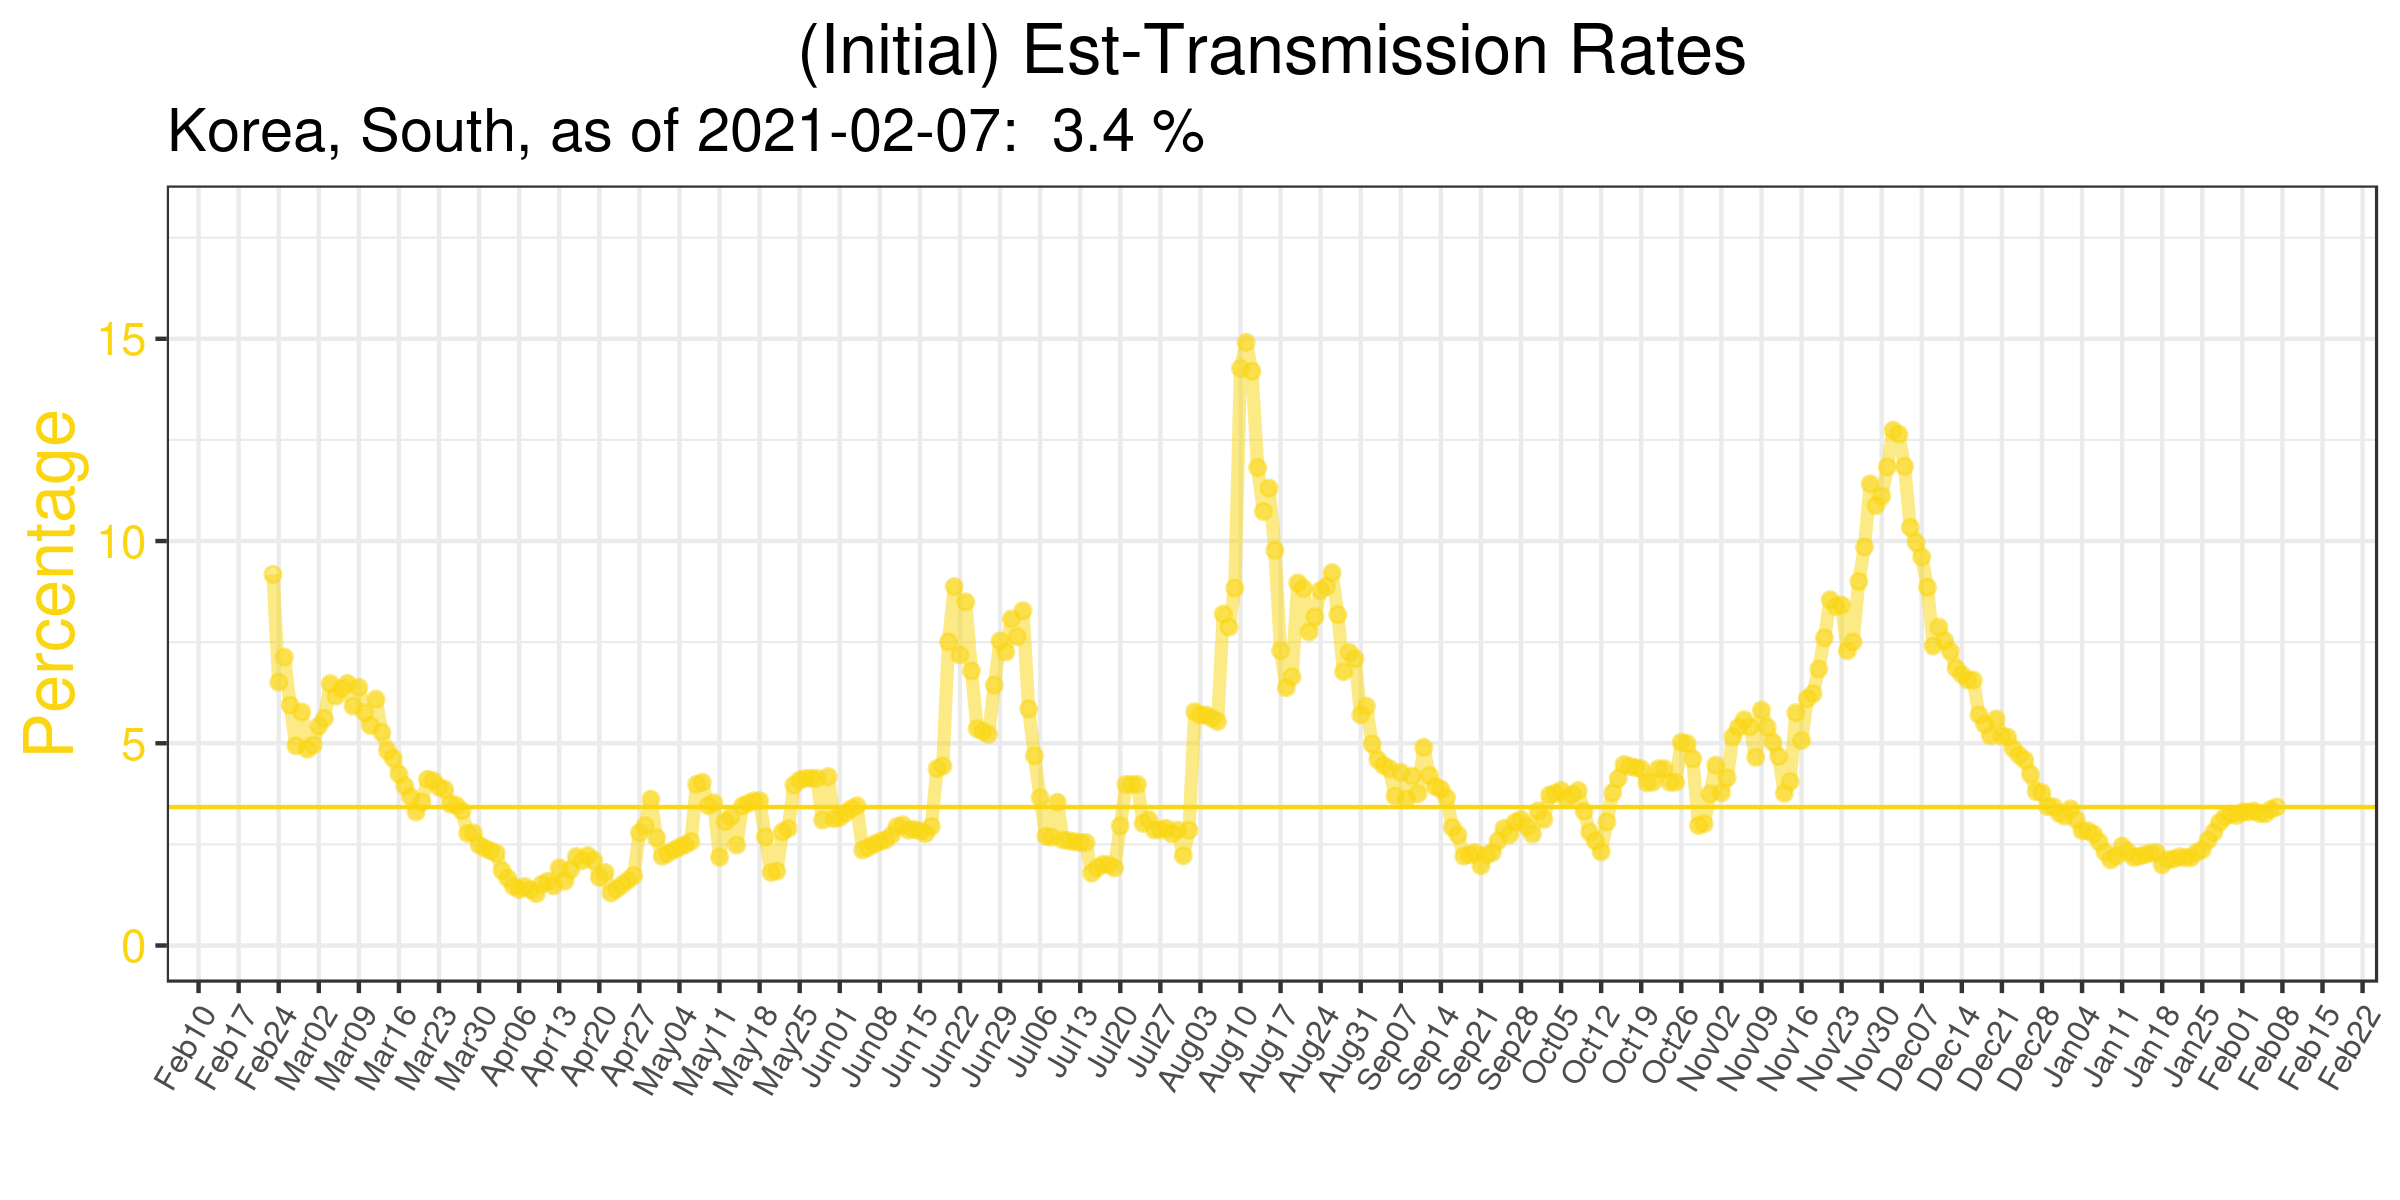 (Initial) Est-Transmission Rates
Korea, South, as of 2021-02-07:  3.4 %
Percentage
15
10
5
0
Feb10
Feb17
Feb24
Mar02
Mar09
Mar16
Mar23
Mar30
Apr06
Apr13
Apr20
Apr27
May04
May11
May18
May25
Jun01
Jun08
Jun15
Jun22
Jun29
Jul06
Jul13
Jul20
Jul27
Aug03
Aug10
Aug17
Aug24
Aug31
Sep07
Sep14
Sep21
Sep28
Oct05
Oct12
Oct19
Oct26
Nov02
Nov09
Nov16
Nov23
Nov30
Dec07
Dec14
Dec21
Dec28
Jan04
Jan11
Jan18
Jan25
Feb01
Feb08
Feb15
Feb22